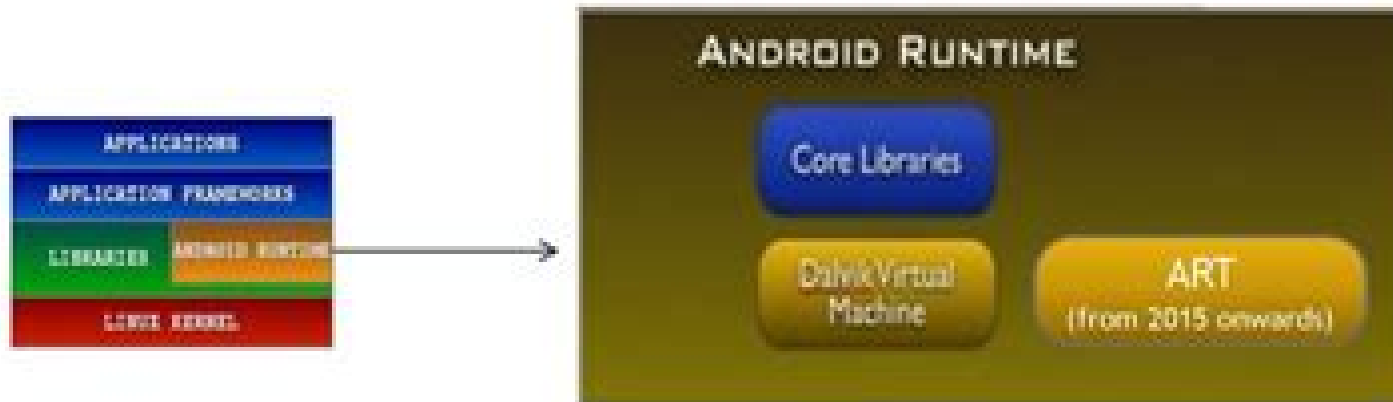 APPLICATIONS
APPLICATION FRAMEWORKS
LIBRARIES
ANDROID RUNTIME
LINUX KERNEL
ANDROID RUNTIME
Core Libraries
Dalvik Virtual
Machine
ART
(from 2015 onwards)